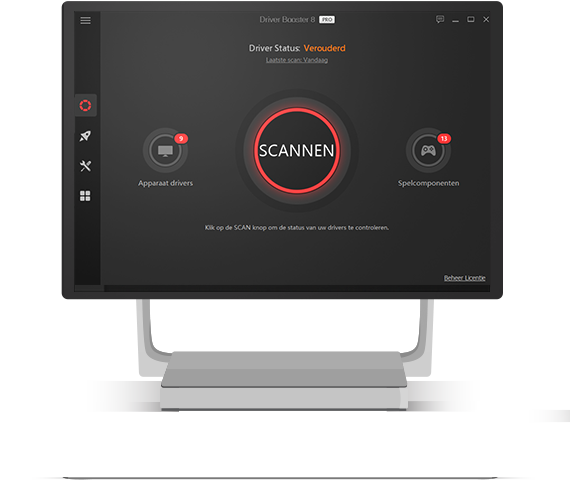 Driver Booster 8 PRO
Driver Status: Verouderd
Laatste scan: Vandaag
9
13
SCANNEN
Apparaat drivers
Spelcomponenten
Klik op de SCAN knop om de status van uw drivers te controleren.
Beheer Licentie